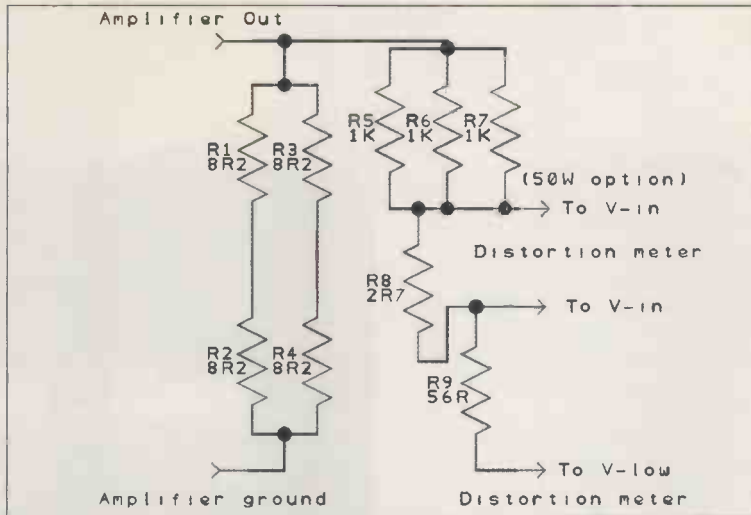 Amplifier Out
R1
8R2
R3
8R2
R5
1K
R6
1K
R7
1K
(50W option)
To V-in
Distortion meter
R8
2R7
To V-in
R2
8R2
R4
8R2
R9
56R
To V-low
Amplifier ground
Distortion meter